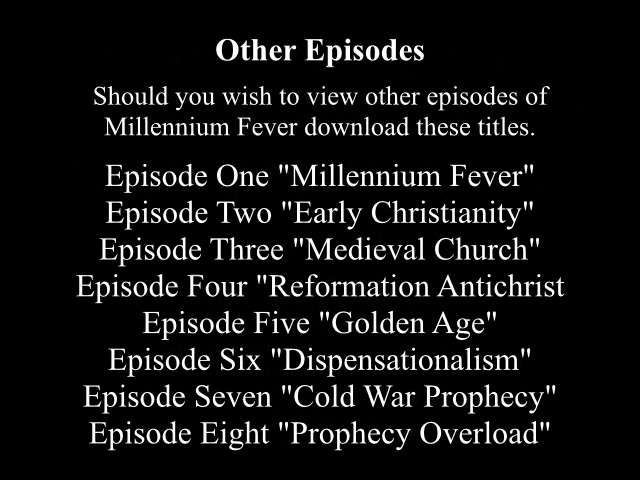 Other Episodes
Should you wish to view other episodes of
Millennium Fever download these titles.
Episode One "Millennium Fever"
Episode Two "Early Christianity"
Episode Three "Medieval Church"
Episode Four "Reformation Antichrist
Episode Five "Golden Age"
Episode Six "Dispensationalism"
Episode Seven "Cold War Prophecy"
Episode Eight "Prophecy Overload"